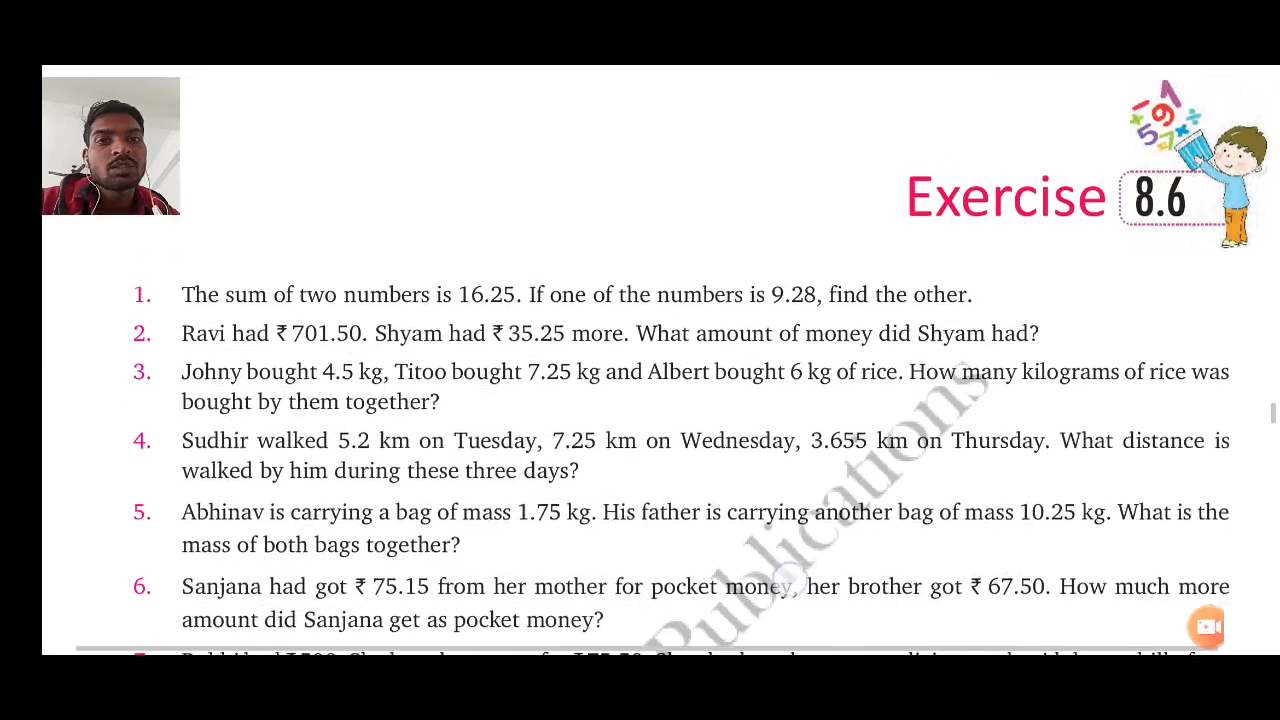 Exercise 8.6
1. The sum of two numbers is 16.25. If one of the numbers is 9.28, find the other.
2. Ravi had ₹ 701.50. Shyam had ₹ 35.25 more. What amount of money did Shyam had?
3. Johny bought 4.5 kg, Titoo bought 7.25 kg and Albert bought 6 kg of rice. How many kilograms of rice was
bought by them together?
4. Sudhir walked 5.2 km on Tuesday, 7.25 km on Wednesday, 3.655 km on Thursday. What distance is
walked by him during these three days?
5. Abhinav is carrying a bag of mass 1.75 kg. His father is carrying another bag of mass 10.25 kg. What is the
mass of both bags together?
6. Sanjana had got ₹ 75.15 from her mother for pocket money, her brother got ₹ 67.50. How much more
amount did Sanjana get as pocket money?
Publications